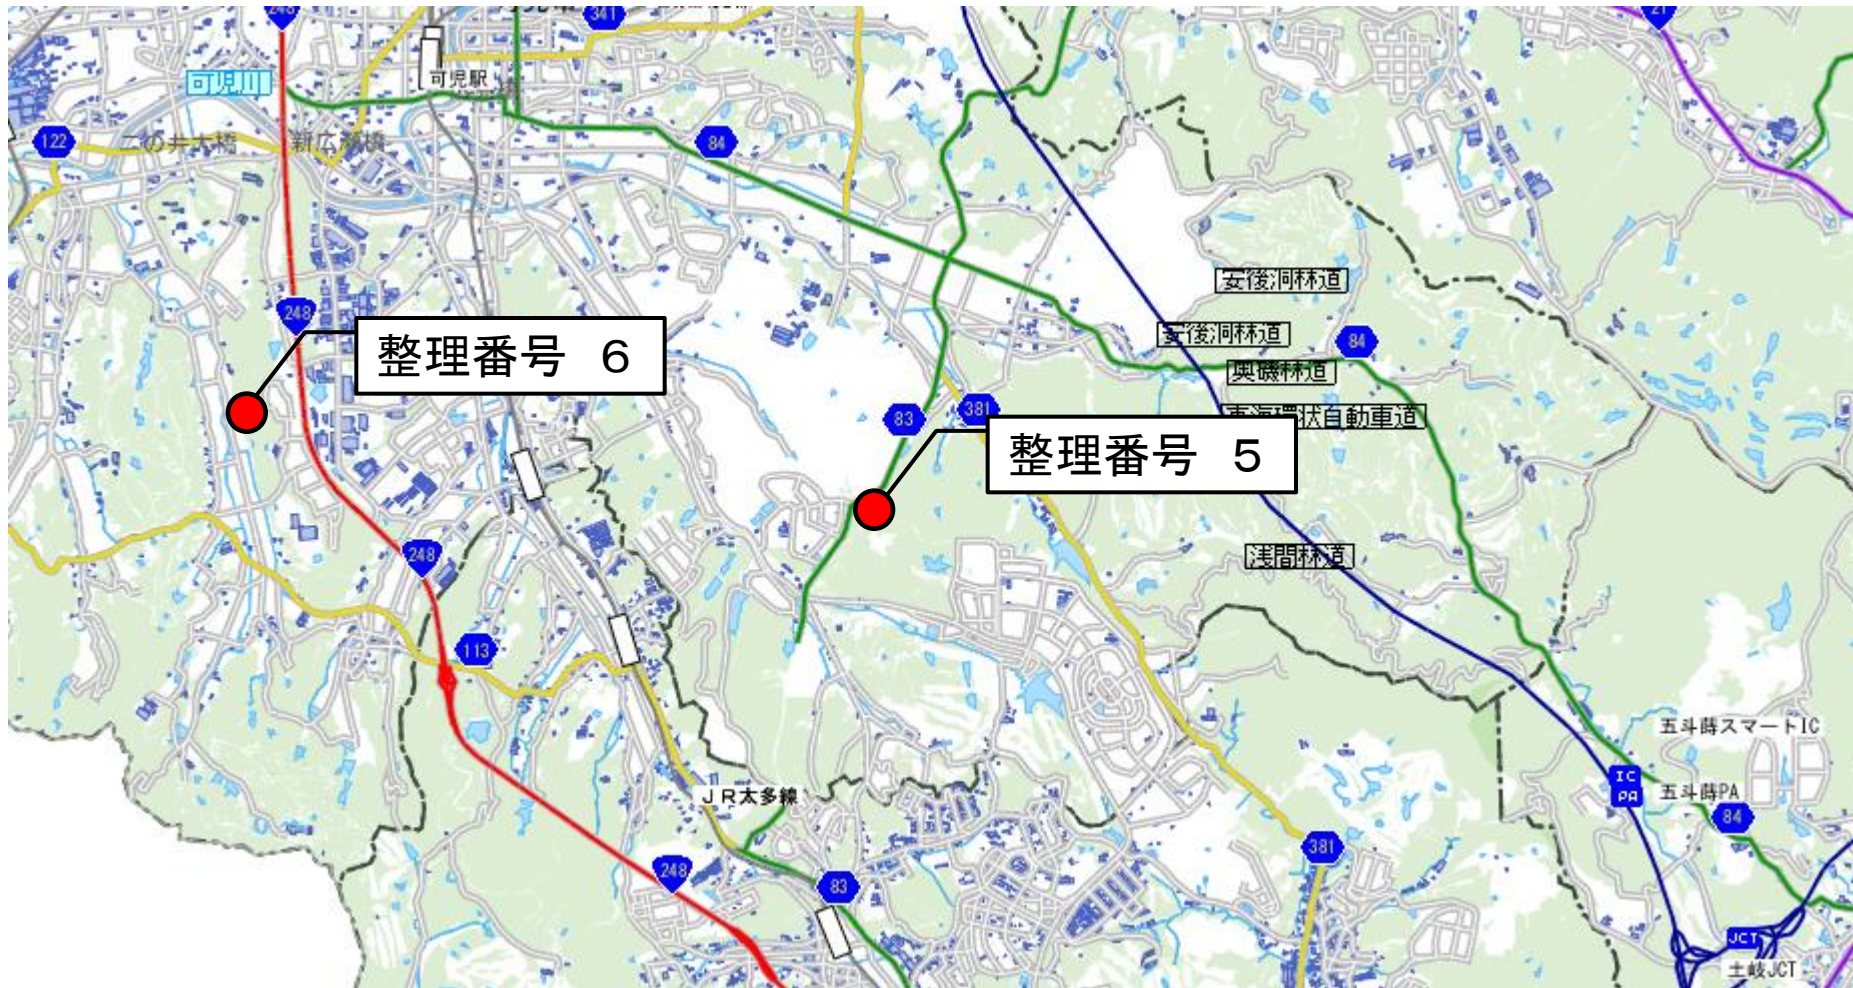 248
341
21
可児駅
可児川
122
二の井大橋
新広瀬橋
84
安後洞林道
248
安後洞林道
84
整理番号 6
奥磯林道
83
381
東海環状自動車道
整理番号 5
248
浅間林道
113
五斗蒔スマートIC
IC
PA
五斗蒔PA
JR太多線
84
381
248
83
JCT
土岐JCT